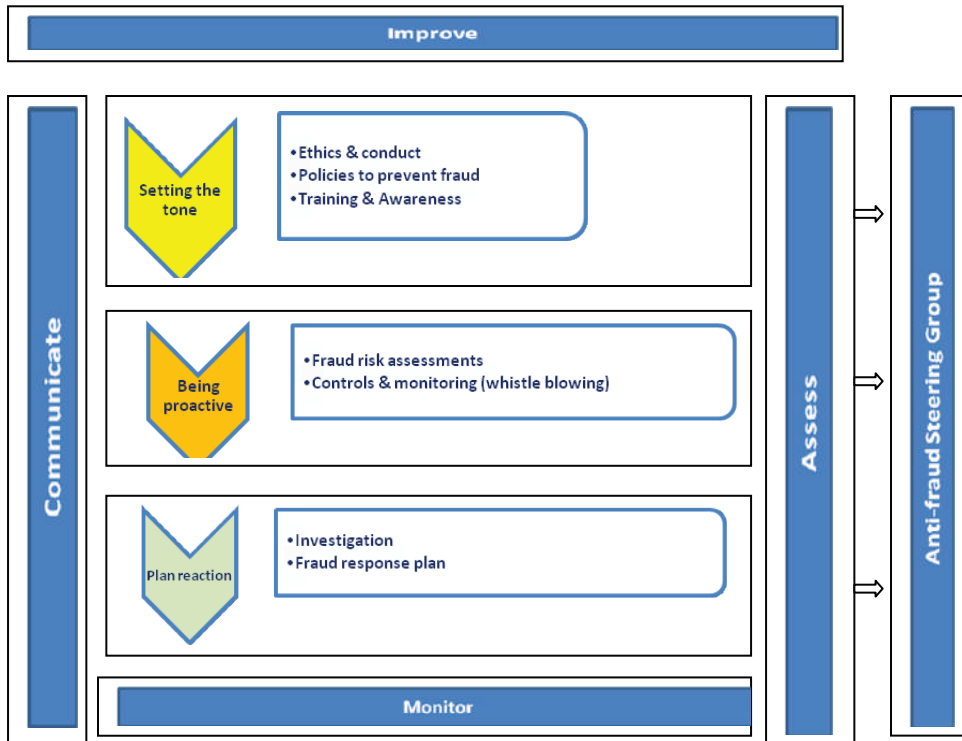 Improve
Communicate
Setting the
tone
•Ethics & conduct
•Policies to prevent fraud
•Training & Awareness
Being
proactive
•Fraud risk assessments
•Controls & monitoring (whistle blowing)
Plan reaction
•Investigation
•Fraud response plan
Monitor
Assess
Anti-fraud Steering Group